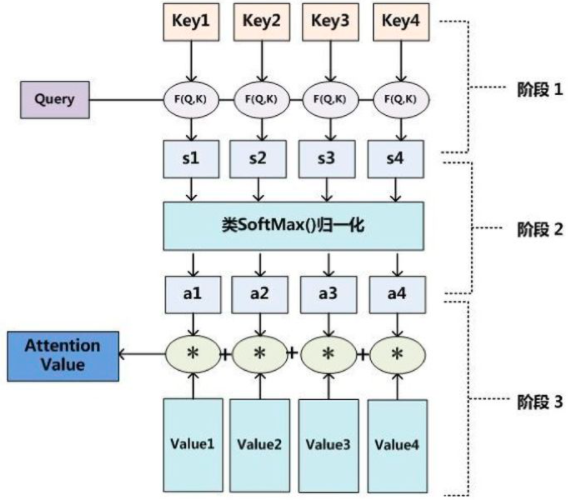 Key1 Key2 Key3 Key4
阶段 1
Query F(Q,K) F(Q,K) F(Q,K) F(Q,K)
s1 s2 s3 s4
类SoftMax()归一化
阶段 2
a1 a2 a3 a4
Attention
Value
* + * + * + *
阶段 3
Value1 Value2 Value3 Value4